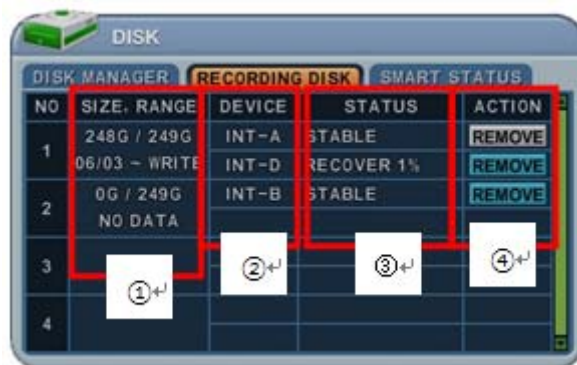 DISK
DISK MANAGER RECORDING DISK SMART STATUS
NO SIZE, RANGE DEVICE STATUS ACTION
1 248G / 249G INT-A STABLE REMOVE
06/03 ~ WRITE INT-D RECOVER 1% REMOVE
2 0G / 249G INT-B STABLE REMOVE
NO DATA
3
① ② ③ ④
4